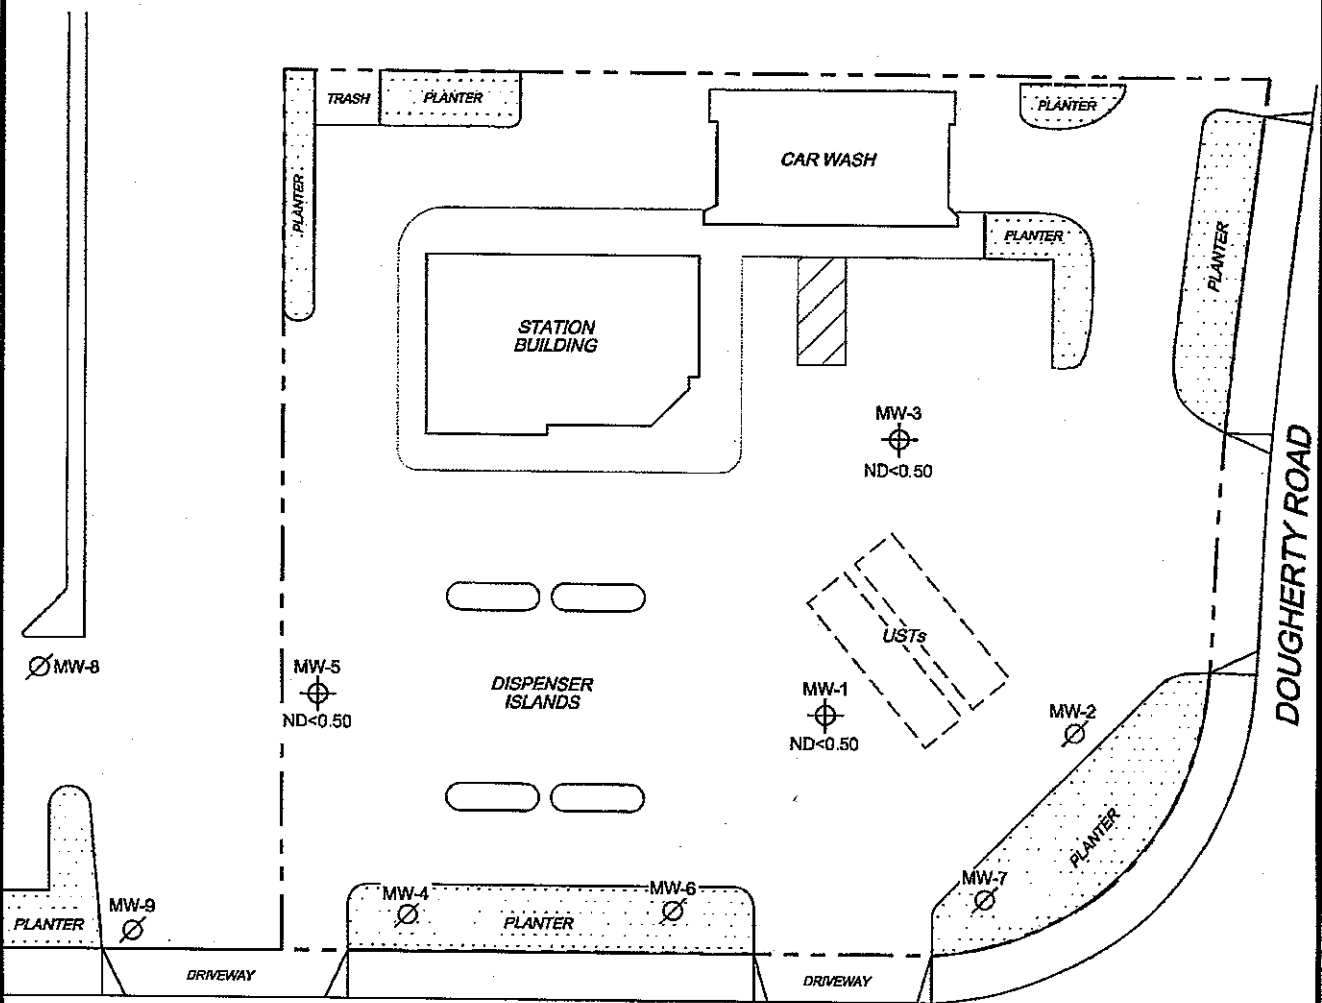 TRASH
PLANTER
PLANTER
CAR WASH
PLANTER
PLANTER
PLANTER
STATION
BUILDING
MW-3
ND<0.50
DOUGHERTY ROAD
USTs
MW-8
MW-5
ND<0.50
DISPENSER
ISLANDS
MW-1
ND<0.50
MW-2
PLANTER
MW-7
MW-4
MW-6
PLANTER
MW-9
PLANTER
DRIVEWAY
DRIVEWAY